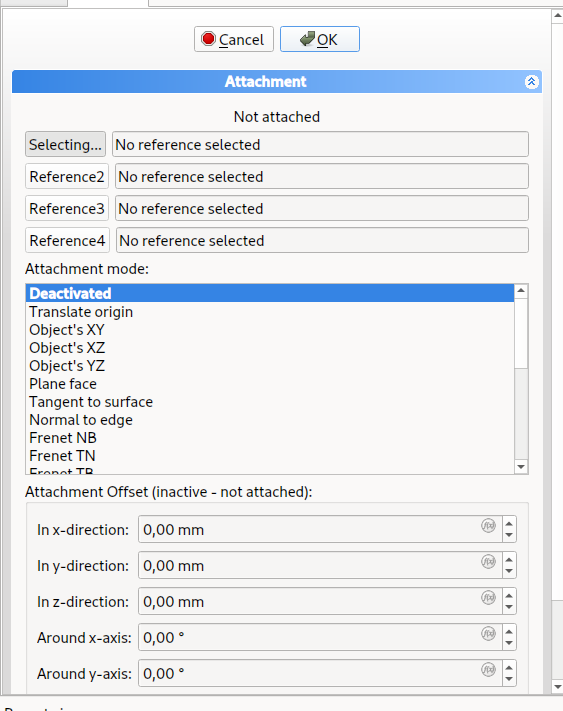 Cancel OK
Attachment
Not attached
Selecting... No reference selected
Reference2 No reference selected
Reference3 No reference selected
Reference4 No reference selected
Attachment mode:
Deactivated
Translate origin
Object's XY
Object's XZ
Object's YZ
Plane face
Tangent to surface
Normal to edge
Frenet NB
Frenet TN
Frenet TB
Attachment Offset (inactive - not attached):
In x-direction: 0,00 mm
In y-direction: 0,00 mm
In z-direction: 0,00 mm
Around x-axis: 0,00 °
Around y-axis: 0,00 °